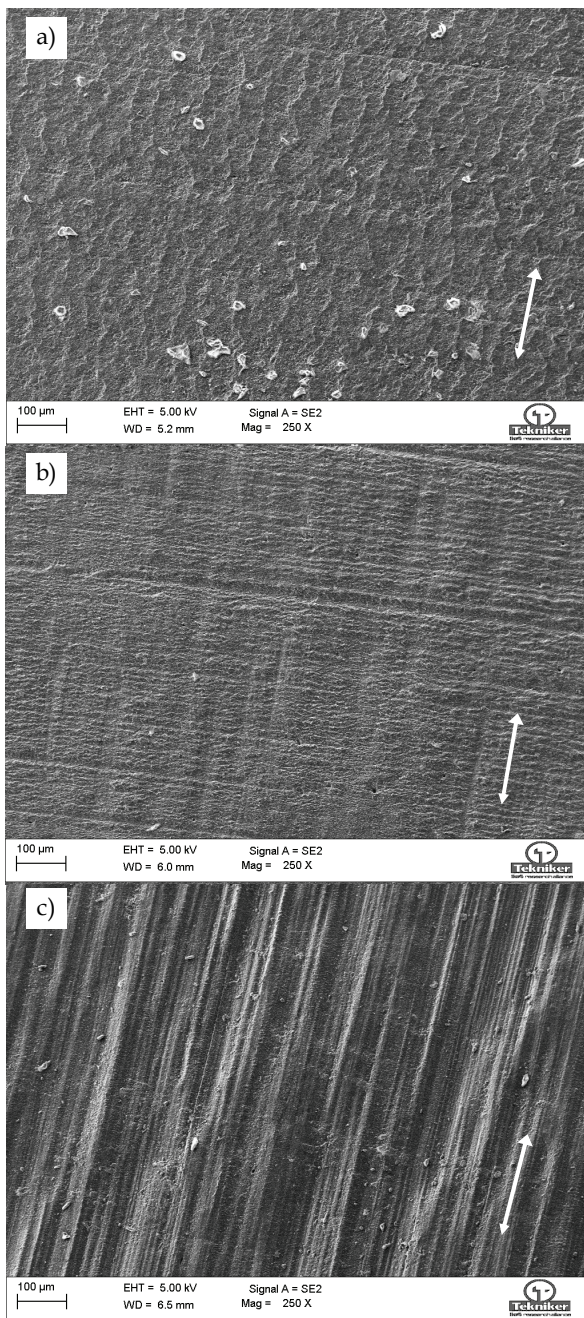 a)
100 µm
EHT = 5.00 kV
Signal A = SE2
WD = 5.2 mm
Mag = 250 X
Tekniker
b)
100 µm
EHT = 5.00 kV
Signal A = SE2
WD = 6.0 mm
Mag = 250 X
Tekniker
c)
100 µm
EHT = 5.00 kV
Signal A = SE2
WD = 6.5 mm
Mag = 250 X
Tekniker